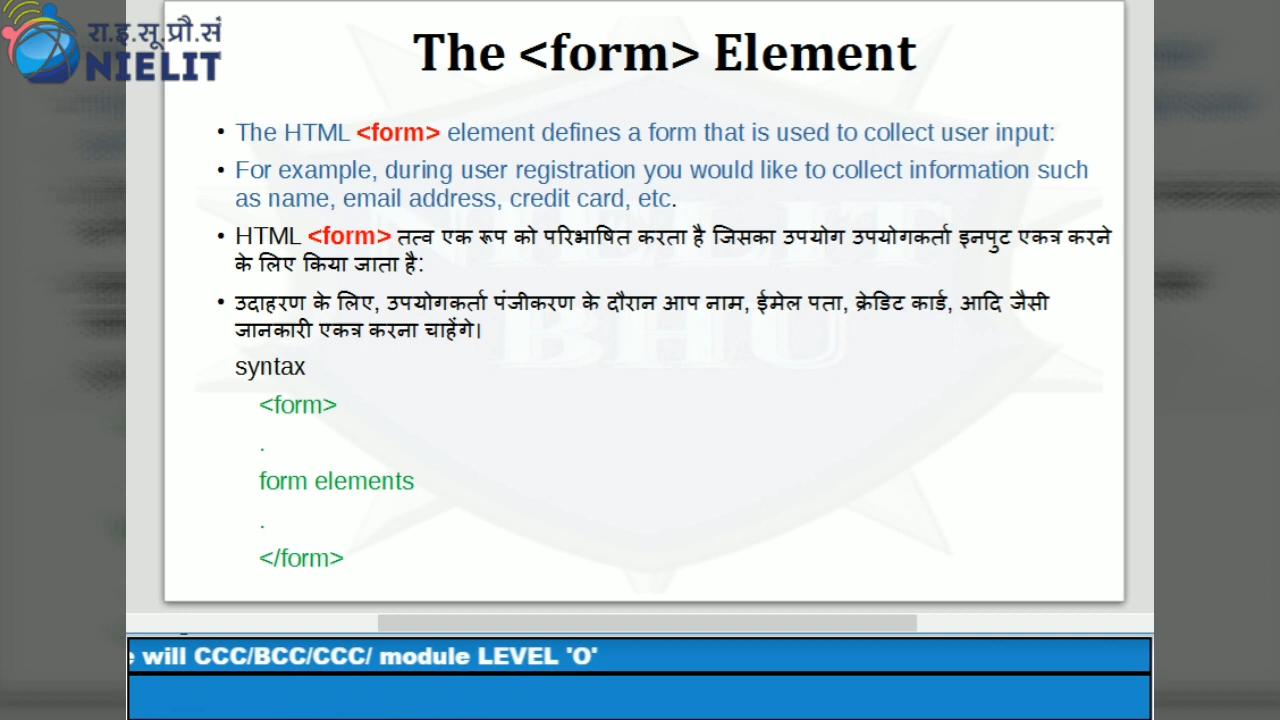 रा.इ.सू.प्रौ.सं
NIELIT
The <form> Element
• The HTML <form> element defines a form that is used to collect user input:
• For example, during user registration you would like to collect information such
as name, email address, credit card, etc.
• HTML <form> तत्व एक रूप को परिभाषित करता है जिसका उपयोग उपयोगकर्ता इनपुट एकत्र करने
के लिए किया जाता है:
• उदाहरण के लिए, उपयोगकर्ता पंजीकरण के दौरान आप नाम, ईमेल पता, क्रेडिट कार्ड, आदि जैसी
जानकारी एकत्र करना चाहेंगे।
syntax
<form>
.
form elements
.
</form>
NIELIT
BHU
will CCC/BCC/CCC/ module LEVEL 'O'